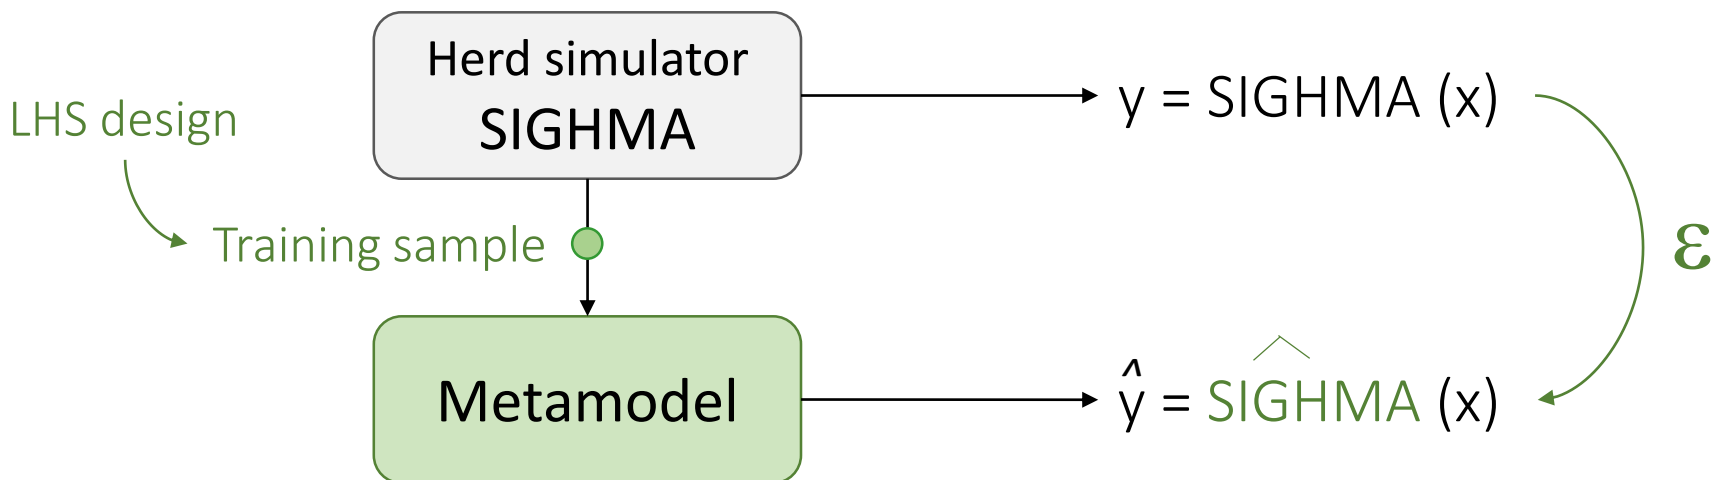 Herd simulator
SIGHMA
y = SIGHMA (x)
LHS design
Training sample
ε
Metamodel
ŷ = SIGHMA (x)